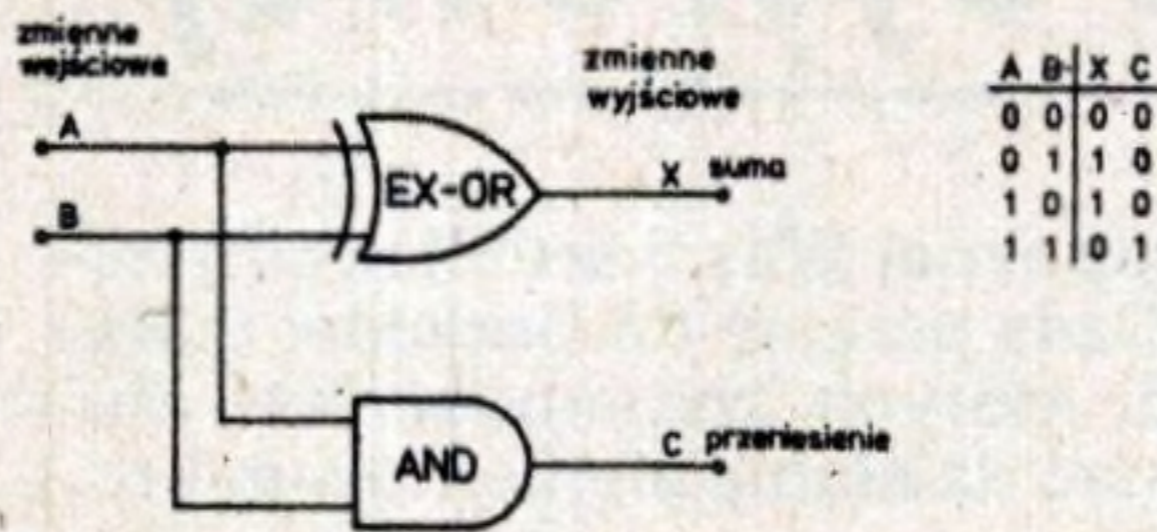 zmienne
wejściowe
zmienne
wyjściowe
A
B
EX-OR
X suma
AND
C przeniesienie
A B X C
0 0 0 0
0 1 1 0
1 0 1 0
1 1 0 1